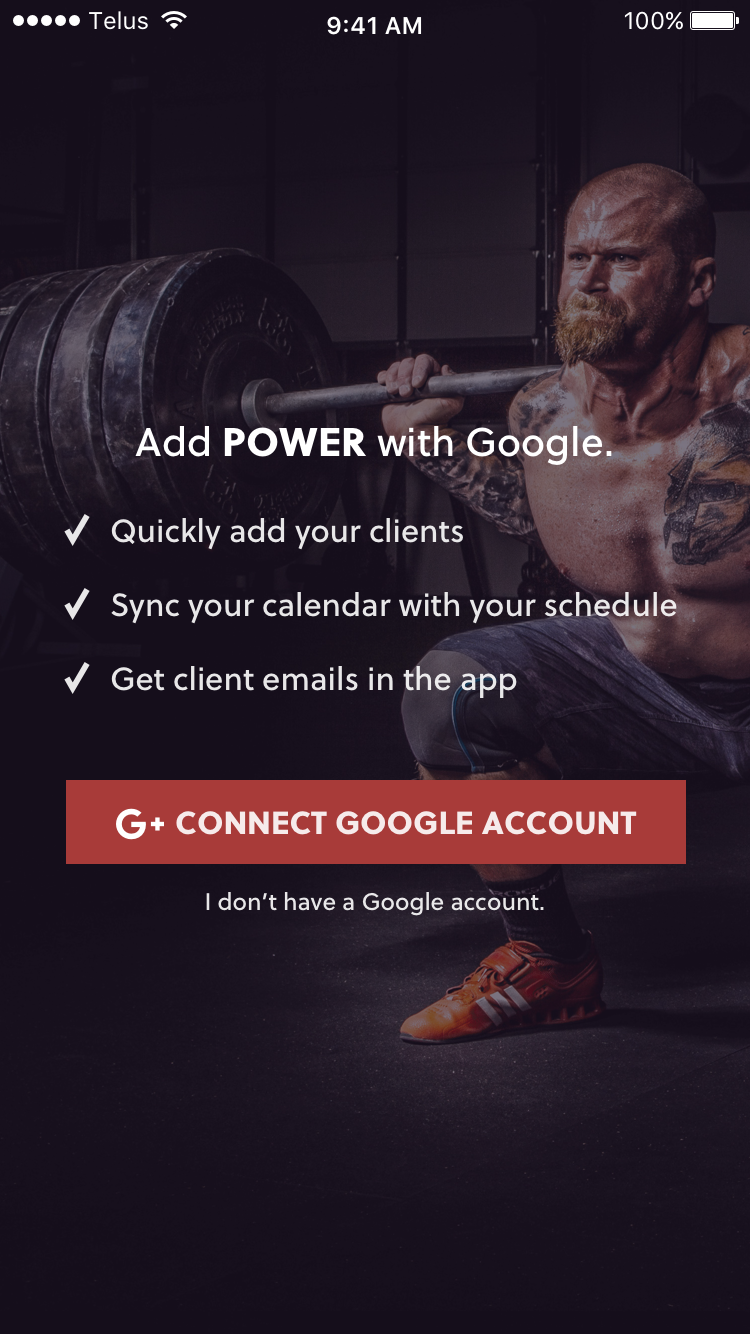 Telus 9:41 AM 100%
Add POWER with Google.
✓ Quickly add your clients
✓ Sync your calendar with your schedule
✓ Get client emails in the app
G+ CONNECT GOOGLE ACCOUNT
I don’t have a Google account.